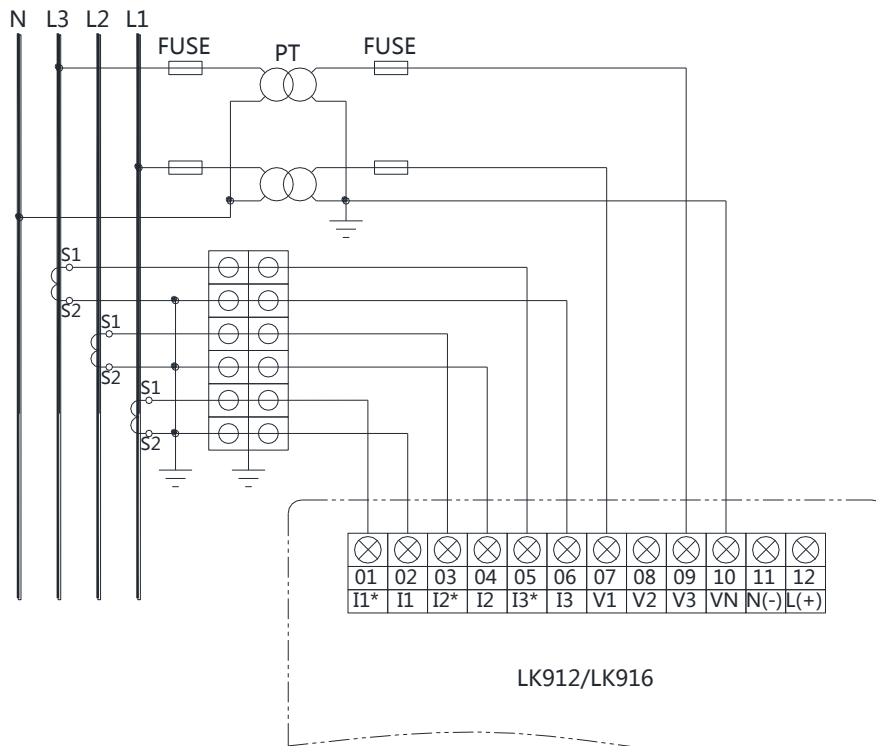 N L3 L2 L1
FUSE PT FUSE
S1
S2
S1
S2
S1
S2
01 02 03 04 05 06 07 08 09 10 11 12
I1* I1 I2* I2 I3* I3 V1 V2 V3 VN N(-) L(+)
LK912/LK916